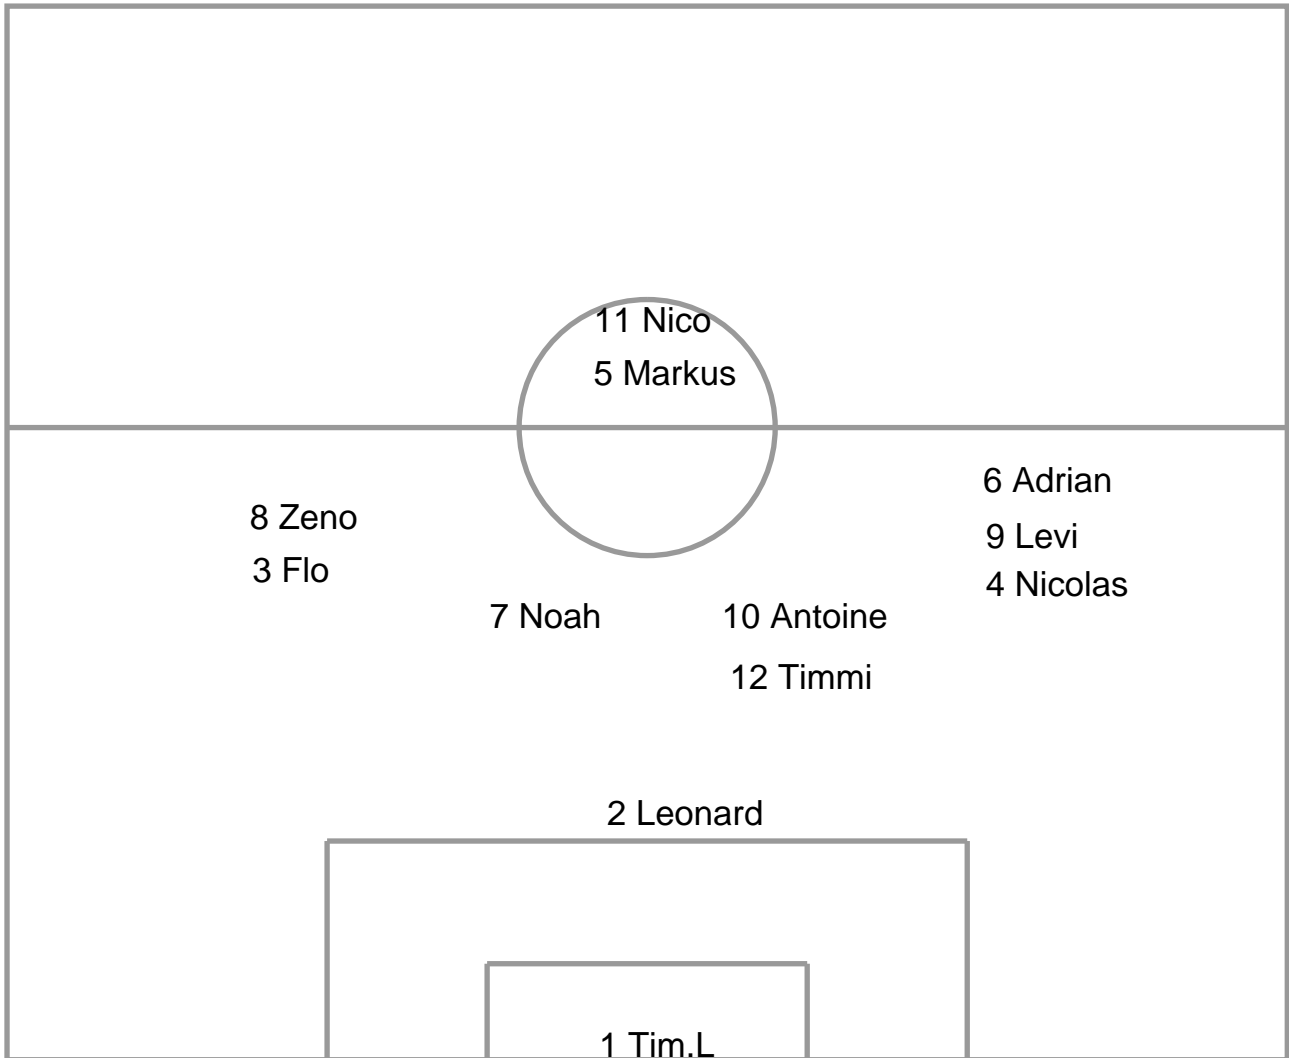 11 Nico
5 Markus
6 Adrian
8 Zeno
9 Levi
3 Flo
4 Nicolas
7 Noah
10 Antoine
12 Timmi
2 Leonard
1 Tim.L